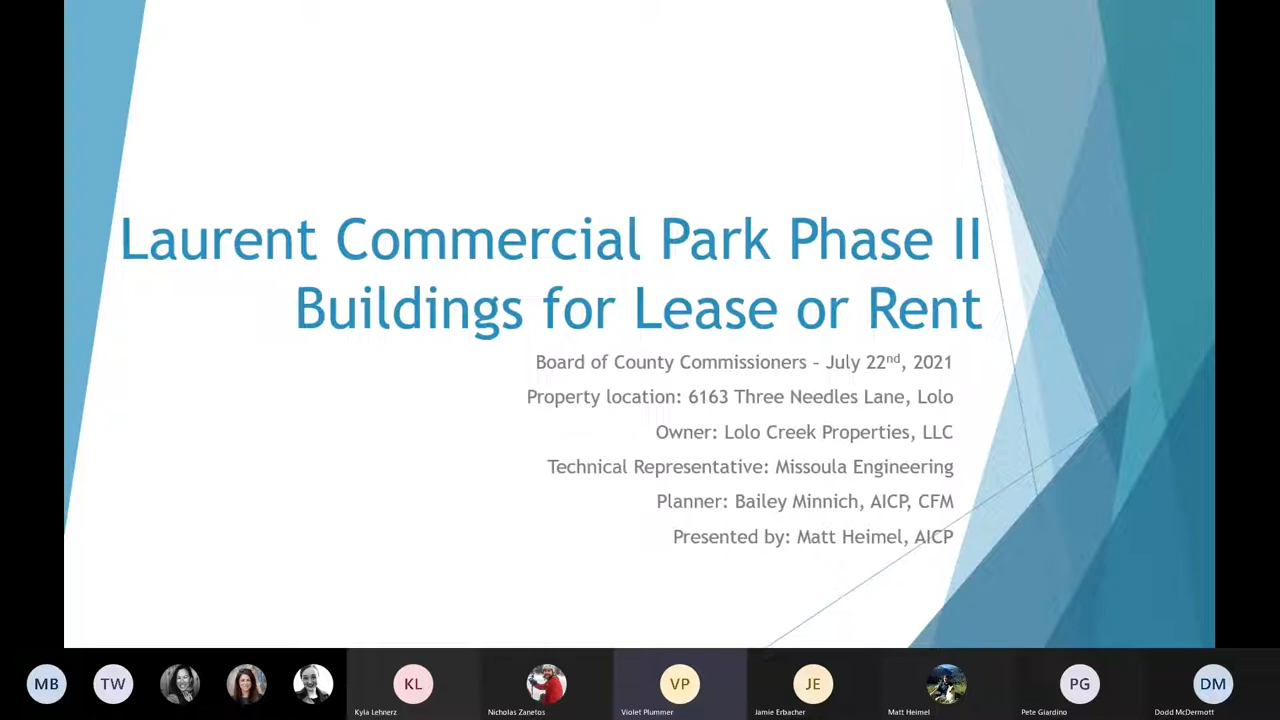 Laurent Commercial Park Phase II
Buildings for Lease or Rent
Board of County Commissioners – July 22nd, 2021
Property location: 6163 Three Needles Lane, Lolo
Owner: Lolo Creek Properties, LLC
Technical Representative: Missoula Engineering
Planner: Bailey Minnich, AICP, CFM
Presented by: Matt Heimel, AICP
MB TW KL VP JE PG DM
Kyla Lehnerz Nicholas Zanetos Violet Plummer Jamie Erbacher Matt Heimel Pete Giardino Dodd McDermott